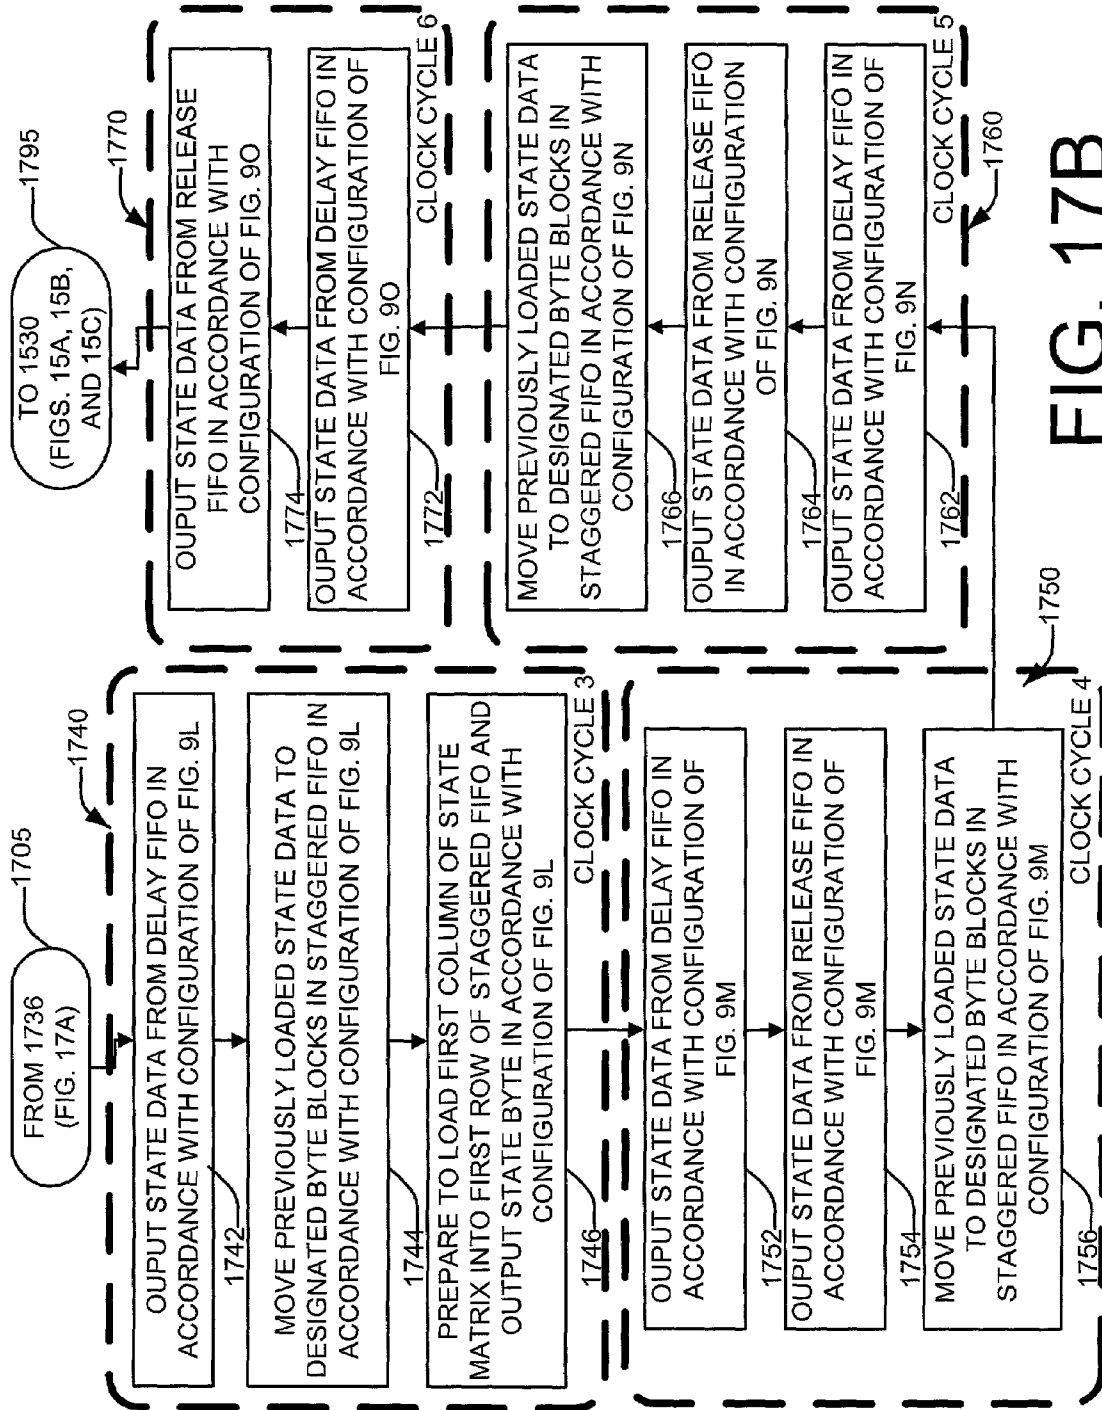 FROM 1736
(FIG. 17A)
1705
1740
OUPUT STATE DATA FROM DELAY FIFO IN
ACCORDANCE WITH CONFIGURATION OF FIG. 9L
1742
MOVE PREVIOUSLY LOADED STATE DATA TO
DESIGNATED BYTE BLOCKS IN STAGGERED FIFO IN
ACCORDANCE WITH CONFIGURATION OF FIG. 9L
1744
PREPARE TO LOAD FIRST COLUMN OF STATE
MATRIX INTO FIRST ROW OF STAGGERED FIFO AND
OUTPUT STATE BYTE IN ACCORDANCE WITH
CONFIGURATION OF FIG. 9L
1746
CLOCK CYCLE 3
OUPUT STATE DATA FROM DELAY FIFO IN
ACCORDANCE WITH CONFIGURATION OF
FIG. 9M
1752
OUPUT STATE DATA FROM RELEASE FIFO IN
ACCORDANCE WITH CONFIGURATION OF
FIG. 9M
1754
MOVE PREVIOUSLY LOADED STATE DATA
TO DESIGNATED BYTE BLOCKS IN
STAGGERED FIFO IN ACCORDANCE WITH
CONFIGURATION OF FIG. 9M
1756
CLOCK CYCLE 4
1750
OUPUT STATE DATA FROM DELAY FIFO IN
ACCORDANCE WITH CONFIGURATION OF
FIG. 9N
1762
OUPUT STATE DATA FROM RELEASE FIFO
IN ACCORDANCE WITH CONFIGURATION
OF FIG. 9N
1764
MOVE PREVIOUSLY LOADED STATE DATA
TO DESIGNATED BYTE BLOCKS IN
STAGGERED FIFO IN ACCORDANCE WITH
CONFIGURATION OF FIG. 9N
1766
CLOCK CYCLE 5
1760
OUPUT STATE DATA FROM DELAY FIFO IN
ACCORDANCE WITH CONFIGURATION OF
FIG. 9O
1772
OUPUT STATE DATA FROM RELEASE
FIFO IN ACCORDANCE WITH
CONFIGURATION OF FIG. 9O
1774
CLOCK CYCLE 6
1770
TO 1530
(FIGS. 15A, 15B,
AND 15C)
1795
FIG. 17B